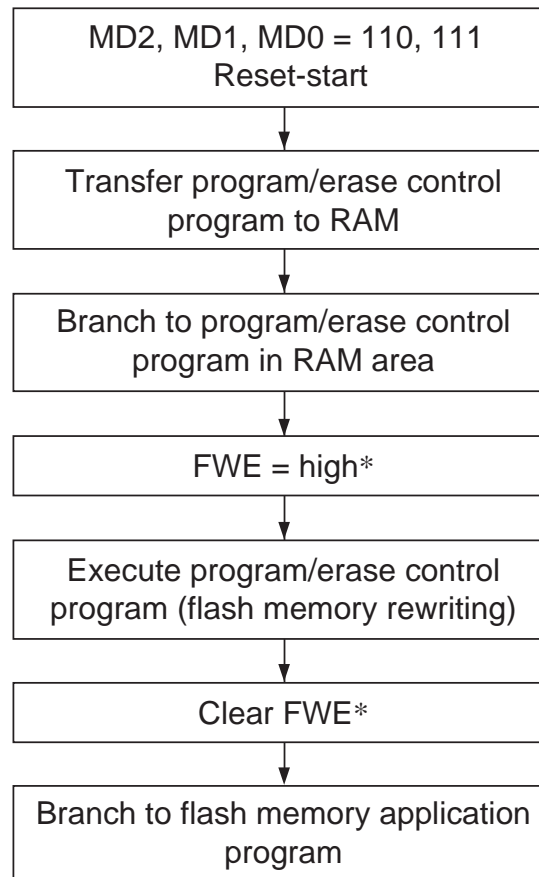 MD2, MD1, MD0 = 110, 111
Reset-start
Transfer program/erase control
program to RAM
Branch to program/erase control
program in RAM area
FWE = high*
Execute program/erase control
program (flash memory rewriting)
Clear FWE*
Branch to flash memory application
program